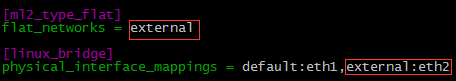 [ml2_type_flat]
flat_networks = external
[linux_bridge]
physical_interface_mappings = default:eth1,external:eth2